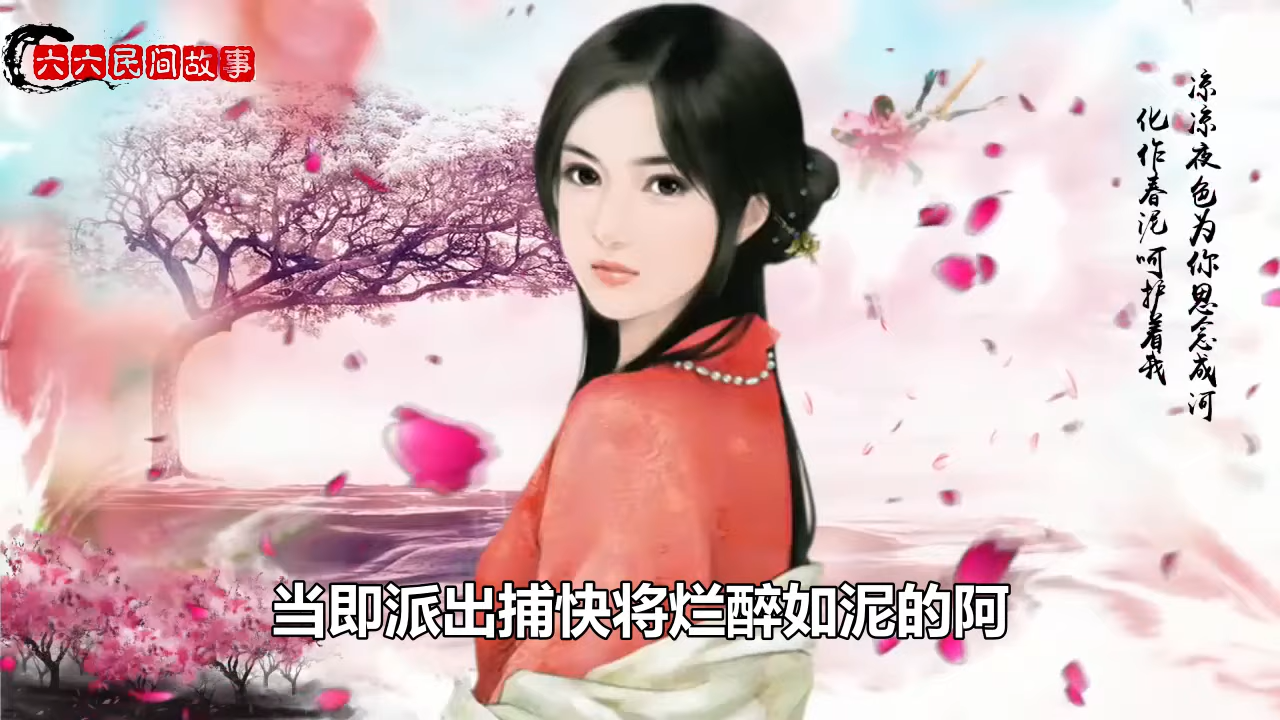 六六民间故事
凉凉夜色为你思念成河
化作春泥呵护着我
当即派出捕快将烂醉如泥的阿